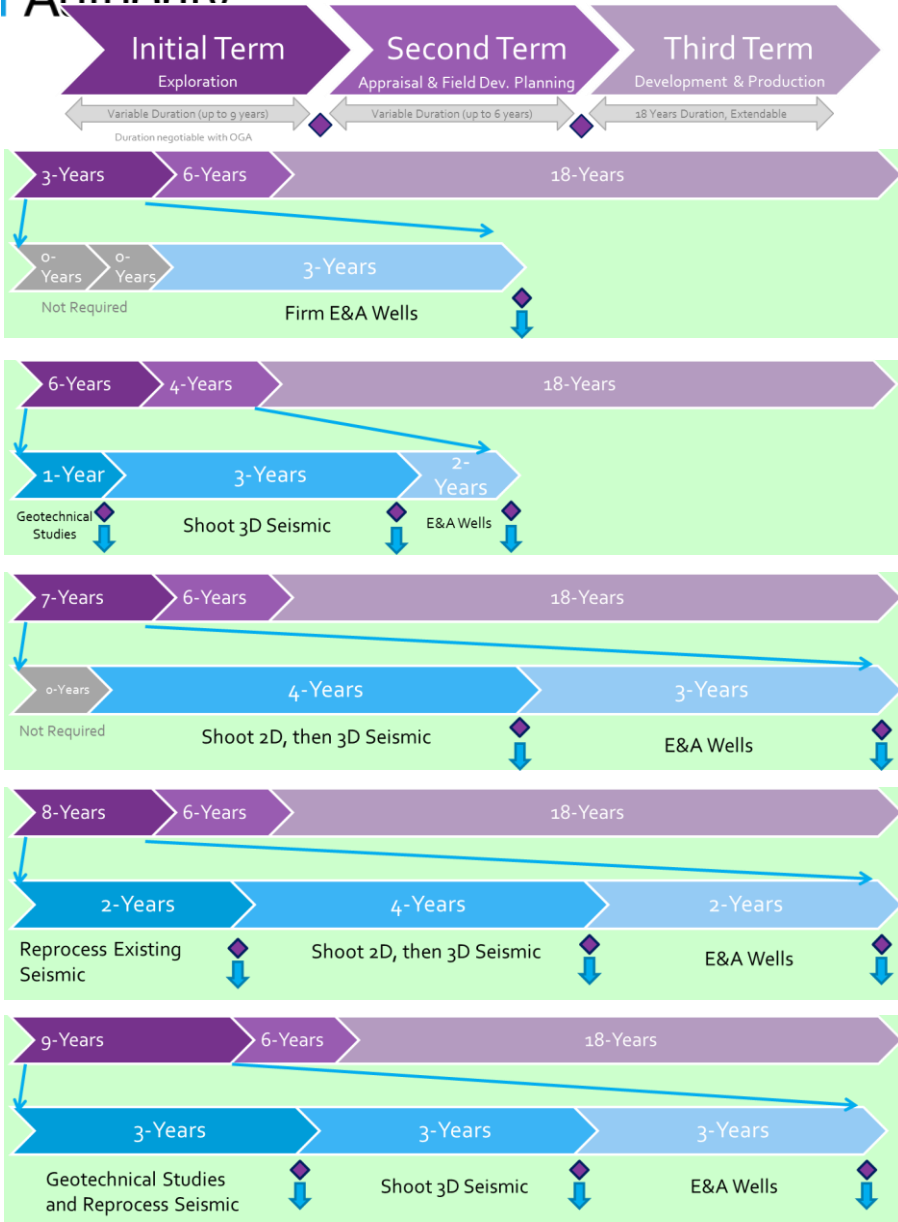 Initial Term
Second Term
Third Term
Exploration
Appraisal & Field Dev. Planning
Development & Production
Variable Duration (up to 9 years)
Variable Duration (up to 6 years)
18 Years Duration, Extendable
Duration negotiable with OGA
3-Years
6-Years
18-Years
0-
Years
0-
Years
3-Years
Not Required
Firm E&A Wells
6-Years
4-Years
18-Years
1-Year
3-Years
2-
Years
Geotechnical
Studies
Shoot 3D Seismic
E&A Wells
7-Years
6-Years
18-Years
0-Years
4-Years
3-Years
Not Required
Shoot 2D, then 3D Seismic
E&A Wells
8-Years
6-Years
18-Years
2-Years
4-Years
2-Years
Reprocess Existing
Seismic
Shoot 2D, then 3D Seismic
E&A Wells
9-Years
6-Years
18-Years
3-Years
3-Years
3-Years
Geotechnical Studies
and Reprocess Seismic
Shoot 3D Seismic
E&A Wells